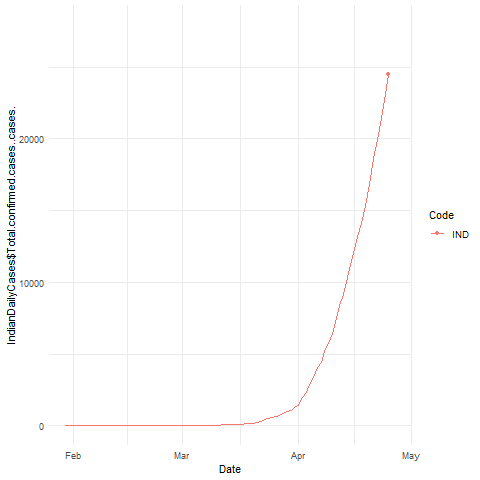 IndianDailyCases$Total.confirmed.cases..cases.
20000
10000
0
Feb
Mar
Apr
May
Date
Code
IND